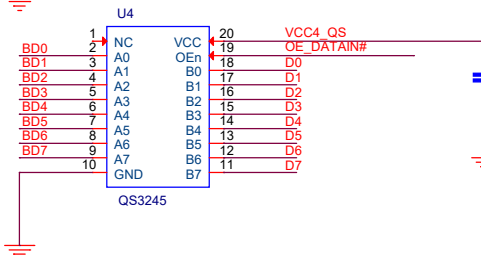 U4
1 NC VCC 20 VCC4_QS
BD0 2 A0 OEn 19 OE_DATAIN#
BD1 3 A1 B0 18 D0
BD2 4 A2 B1 17 D1
BD3 5 A3 B2 16 D2
BD4 6 A4 B3 15 D3
BD5 7 A5 B4 14 D4
BD6 8 A6 B5 13 D5
BD7 9 A7 B6 12 D6
10 GND B7 11 D7
QS3245